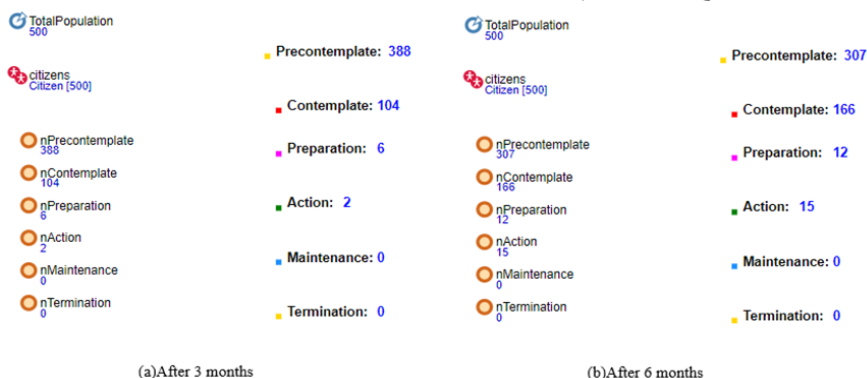 TotalPopulation
500
citizens
Citizen [500]
nPrecontemplate
388
nContemplate
104
nPreparation
6
nAction
2
nMaintenance
0
nTermination
0
Precontemplate: 388
Contemplate: 104
Preparation: 6
Action: 2
Maintenance: 0
Termination: 0
(a)After 3 months
TotalPopulation
500
citizens
Citizen [500]
nPrecontemplate
307
nContemplate
166
nPreparation
12
nAction
15
nMaintenance
0
nTermination
0
Precontemplate: 307
Contemplate: 166
Preparation: 12
Action: 15
Maintenance: 0
Termination: 0
(b)After 6 months